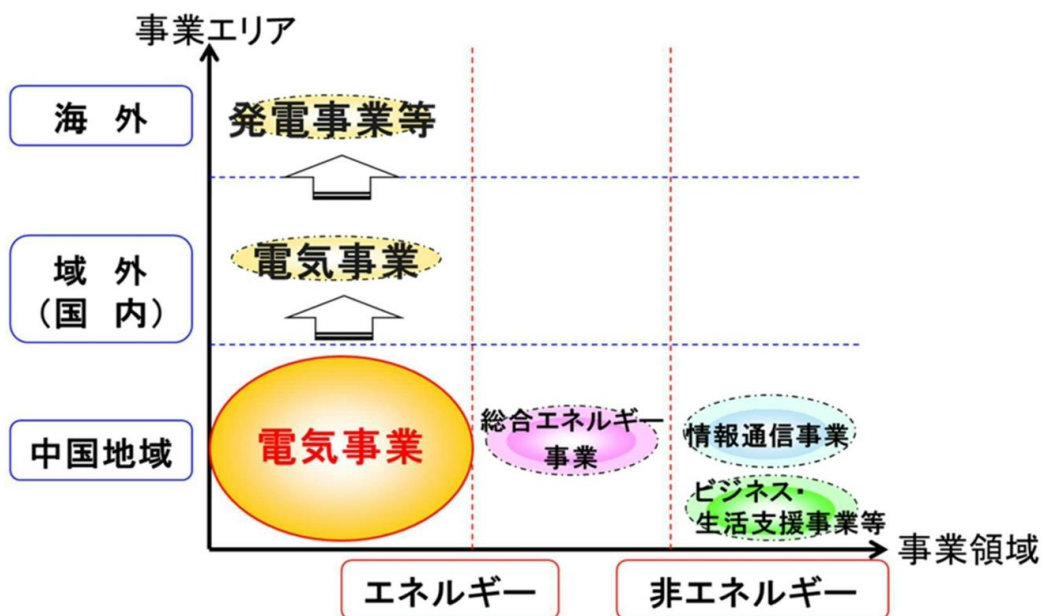 事業エリア
海 外
発電事業等
域 外
(国 内)
電気事業
中国地域
電気事業
総合エネルギー
事業
情報通信事業
ビジネス・
生活支援事業等
事業領域
エネルギー
非エネルギー